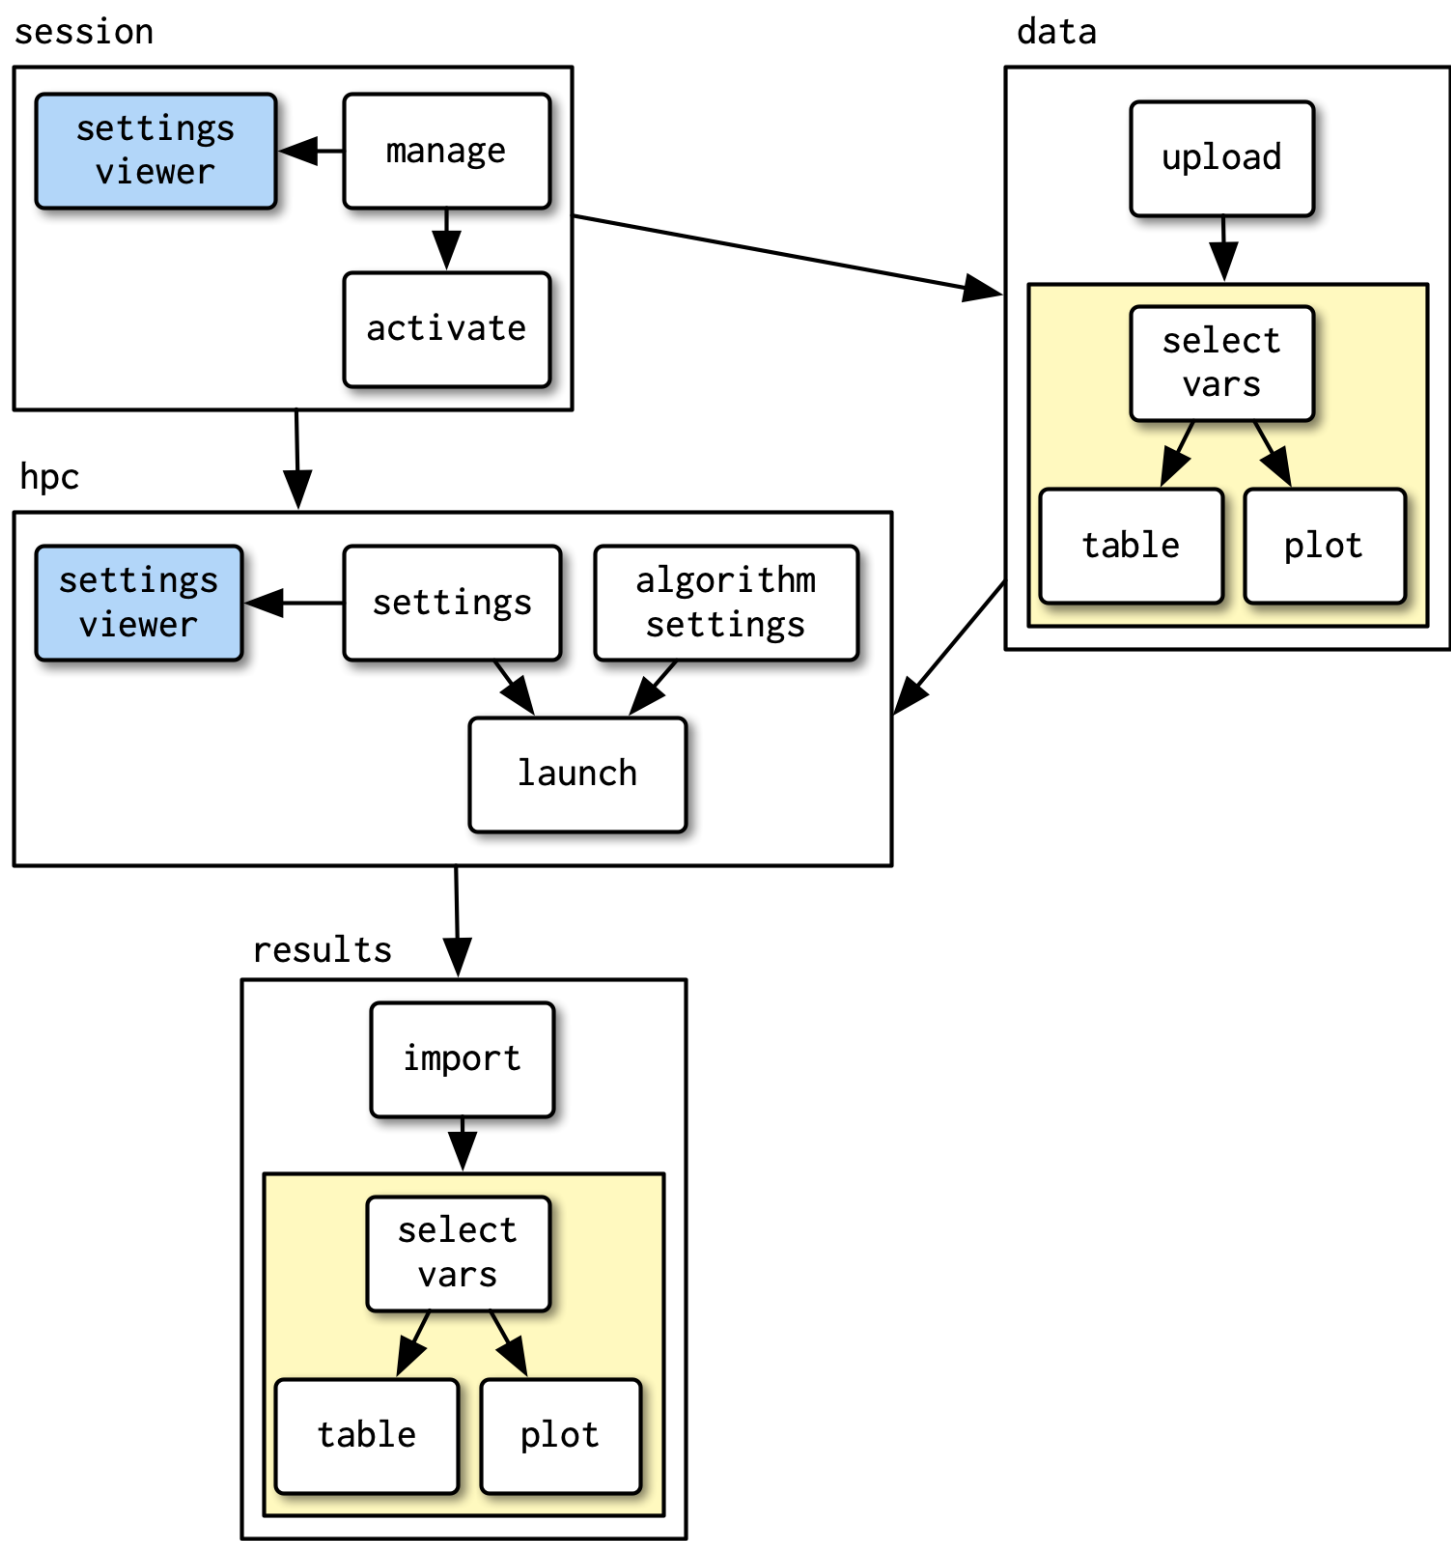 session
settings
viewer
manage
activate
data
upload
select
vars
table
plot
hpc
settings
viewer
settings
algorithm
settings
launch
results
import
select
vars
table
plot